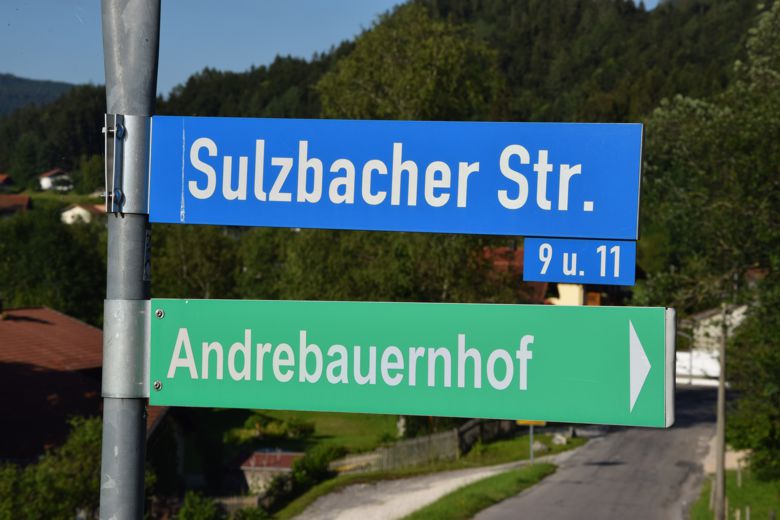 Sulzbacher Str.
9 u. 11
Andrebauernhof